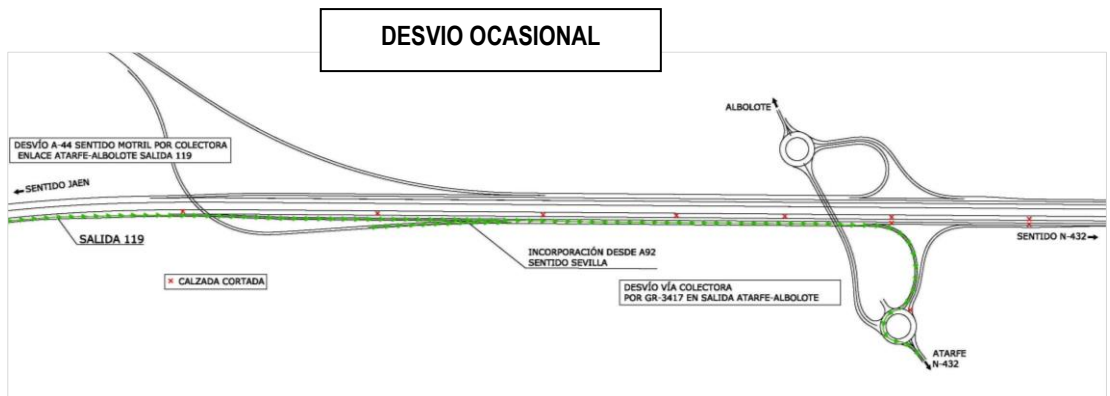 DESVIO OCASIONAL
ALBOLOTE
DESVÍO A-44 SENTIDO MOTRIL POR COLECTORA
ENLACE ATARFE-ALBOLOTE SALIDA 119
SENTIDO JAEN
SALIDA 119
INCORPORACIÓN DESDE A92
SENTIDO SEVILLA
SENTIDO N-432
× CALZADA CORTADA
DESVÍO VÍA COLECTORA
POR GR-3417 EN SALIDA ATARFE-ALBOLOTE
ATARFE
N-432